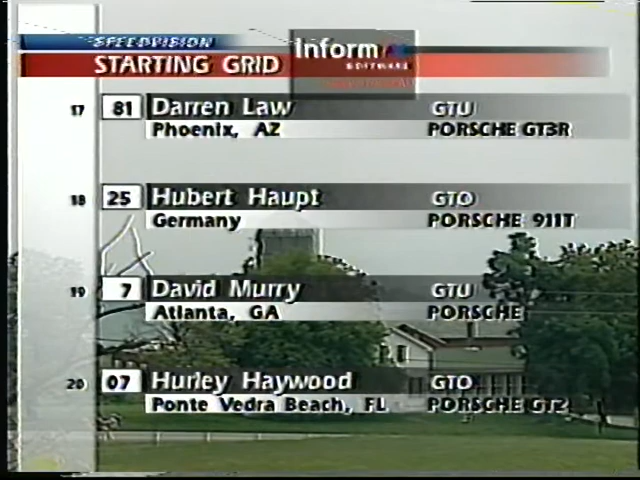 SPEEDVISION
STARTING GRID
Inform
SOFTWARE
17 81 Darren Law GTU
Phoenix, AZ PORSCHE GT3R
18 25 Hubert Haupt GTO
Germany PORSCHE 911T
19 7 David Murry GTU
Atlanta, GA PORSCHE
20 07 Hurley Haywood GTO
Ponte Vedra Beach, FL PORSCHE GT2